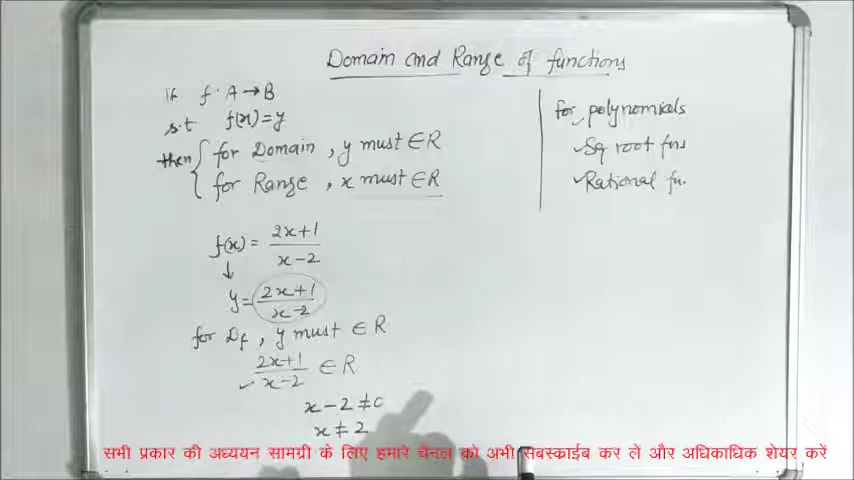 Domain and Range of functions
if f: A→B
s.t f(x)=y
then { for Domain, y must ∈R
for Range, x must ∈R
for polynomials
✓Sq root fns
✓Rational fn.
f(x) = 2x+1 / x-2
↓
y = 2x+1 / x-2
for Df, y must ∈ R
✓ 2x+1 / x-2 ∈ R
x-2≠0
x≠2
सभी प्रकार की अध्ययन सामग्री के लिए हमारे चैनल को अभी सबस्क्राईब कर लें और अधिकाधिक शेयर करें